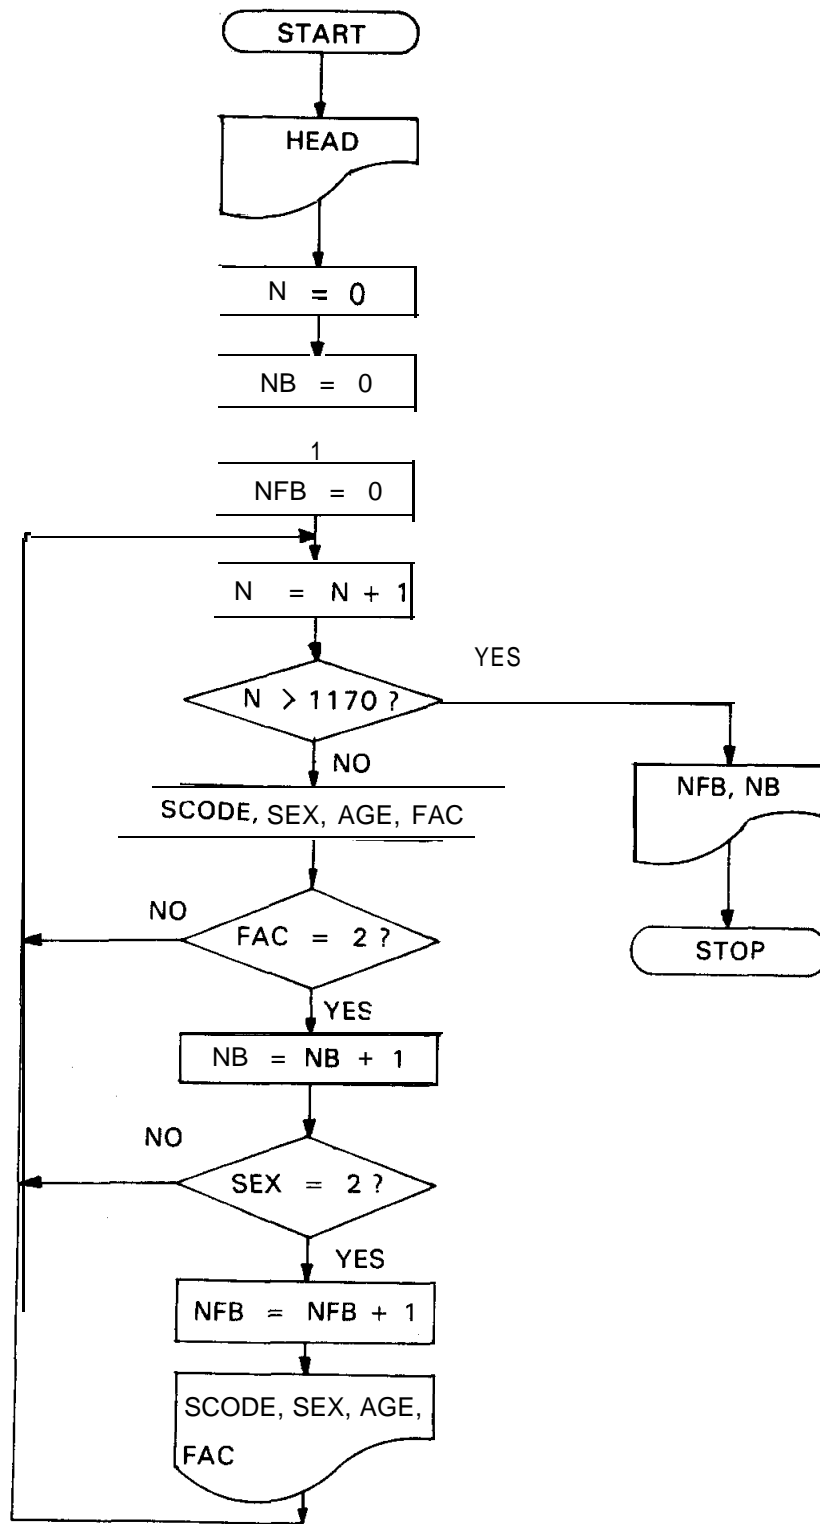 START
HEAD
N = 0
NB = 0
1
NFB = 0
N = N + 1
N > 1170 ?
YES
NO
SCODE, SEX, AGE, FAC
NFB, NB
STOP
FAC = 2 ?
NO
YES
NB = NB + 1
NO
SEX = 2 ?
YES
NFB = NFB + 1
SCODE, SEX, AGE,
FAC